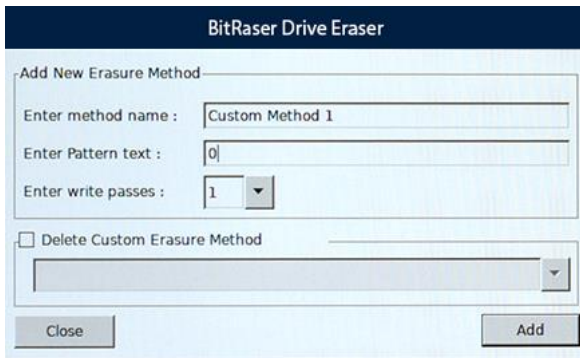 BitRaser Drive Eraser
Add New Erasure Method
Enter method name : Custom Method 1
Enter Pattern text : 0
Enter write passes : 1
Delete Custom Erasure Method
Close Add